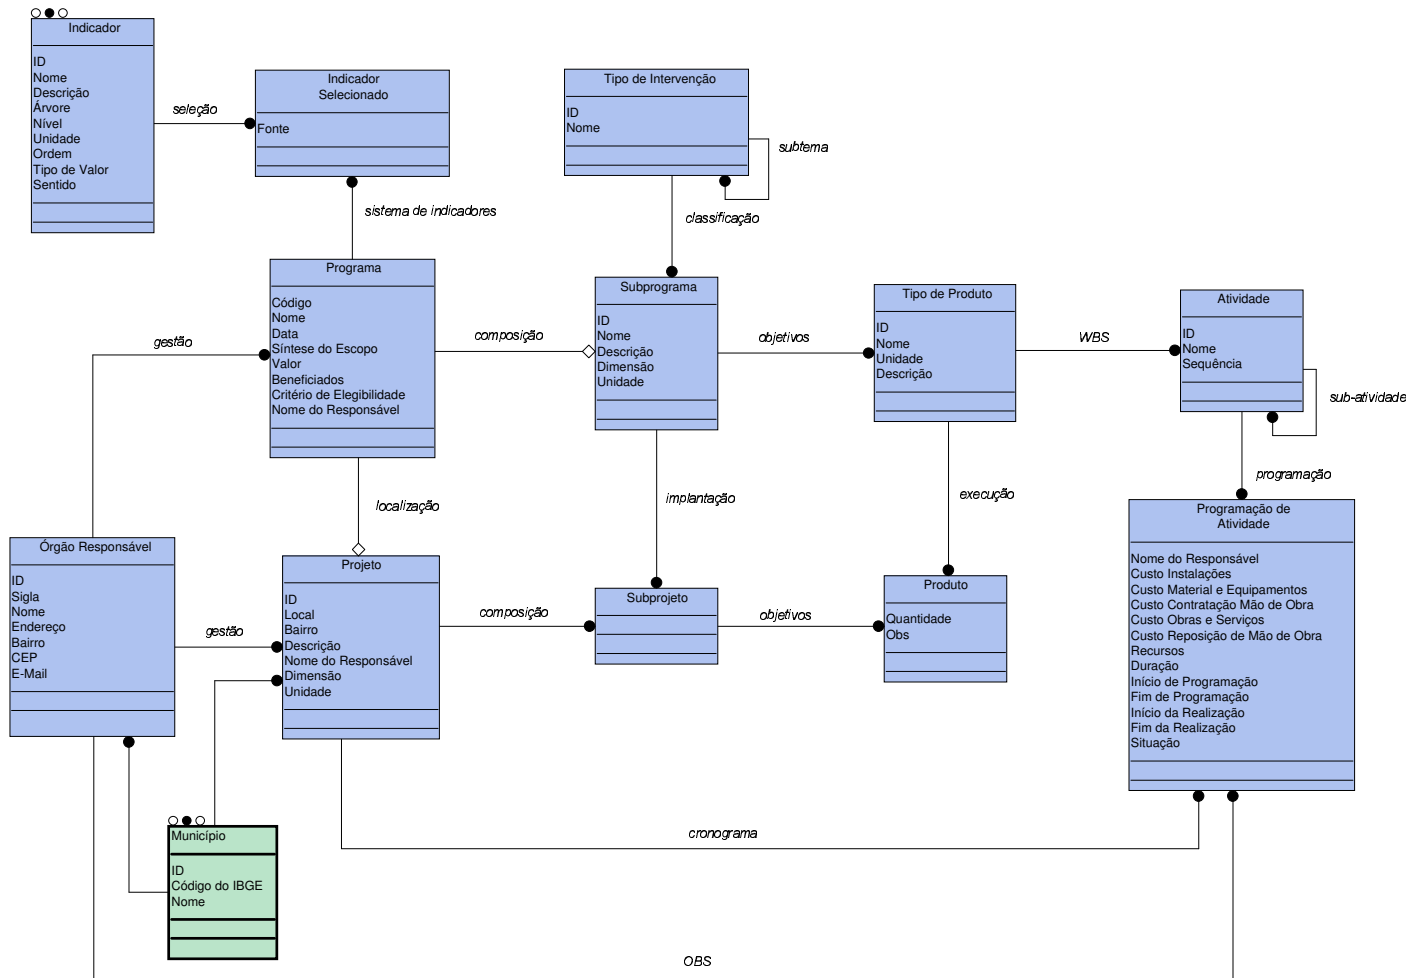 Indicador
ID
Nome
Descrição
Árvore
Nível
Unidade
Ordem
Tipo de Valor
Sentido
seleção
Indicador
Selecionado
Fonte
sistema de indicadores
Tipo de Intervenção
ID
Nome
subtema
classificação
Programa
Código
Nome
Data
Síntese do Escopo
Valor
Beneficiados
Critério de Elegibilidade
Nome do Responsável
gestão
composição
Subprograma
ID
Nome
Descrição
Dimensão
Unidade
objetivos
Tipo de Produto
ID
Nome
Unidade
Descrição
WBS
Atividade
ID
Nome
Sequência
sub-atividade
localização
implantação
execução
programação
Órgão Responsável
ID
Sigla
Nome
Endereço
Bairro
CEP
E-Mail
gestão
Projeto
ID
Local
Bairro
Descrição
Nome do Responsável
Dimensão
Unidade
composição
Subprojeto
objetivos
Produto
Quantidade
Obs
Programação de
Atividade
Nome do Responsável
Custo Instalações
Custo Material e Equipamentos
Custo Contratação Mão de Obra
Custo Obras e Serviços
Custo Reposição de Mão de Obra
Recursos
Duração
Início de Programação
Fim de Programação
Início da Realização
Fim da Realização
Situação
Município
ID
Código do IBGE
Nome
cronograma
OBS